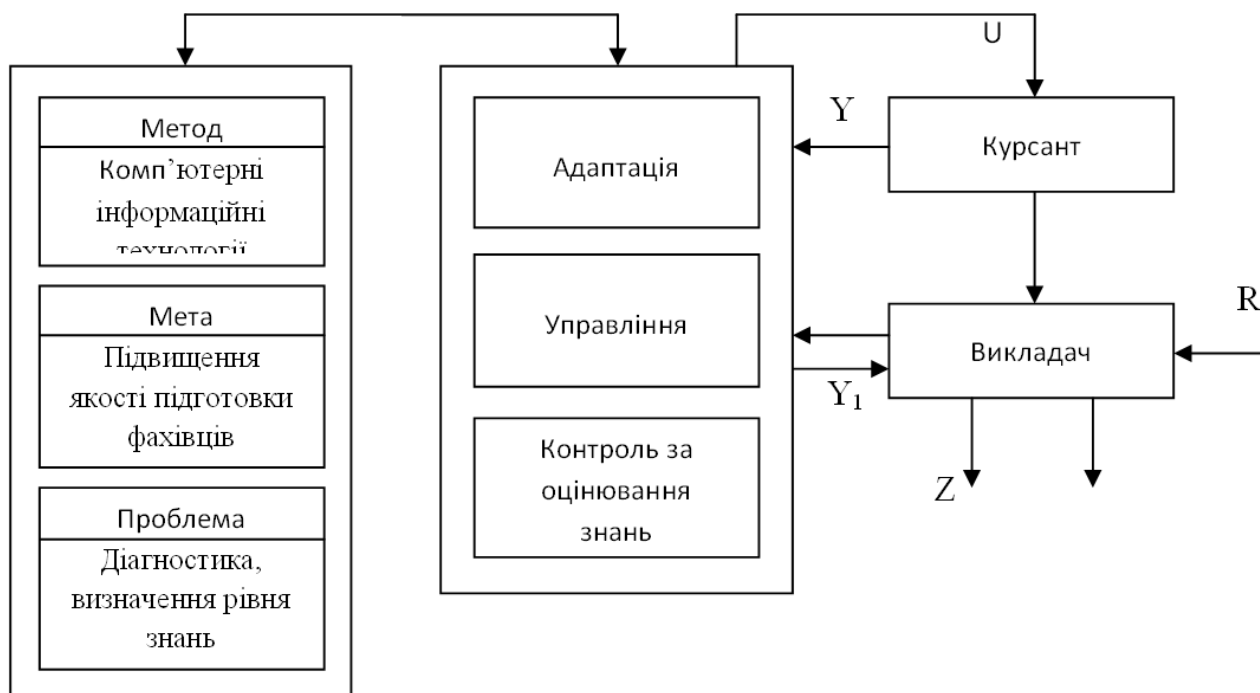 Метод
Комп’ютерні
інформаційні
технології
Мета
Підвищення
якості підготовки
фахівців
Проблема
Діагностика,
визначення рівня
знань
Адаптація
Управління
Контроль за
оцінювання
знань
U
Y
Курсант
Викладач
R
Y₁
Z